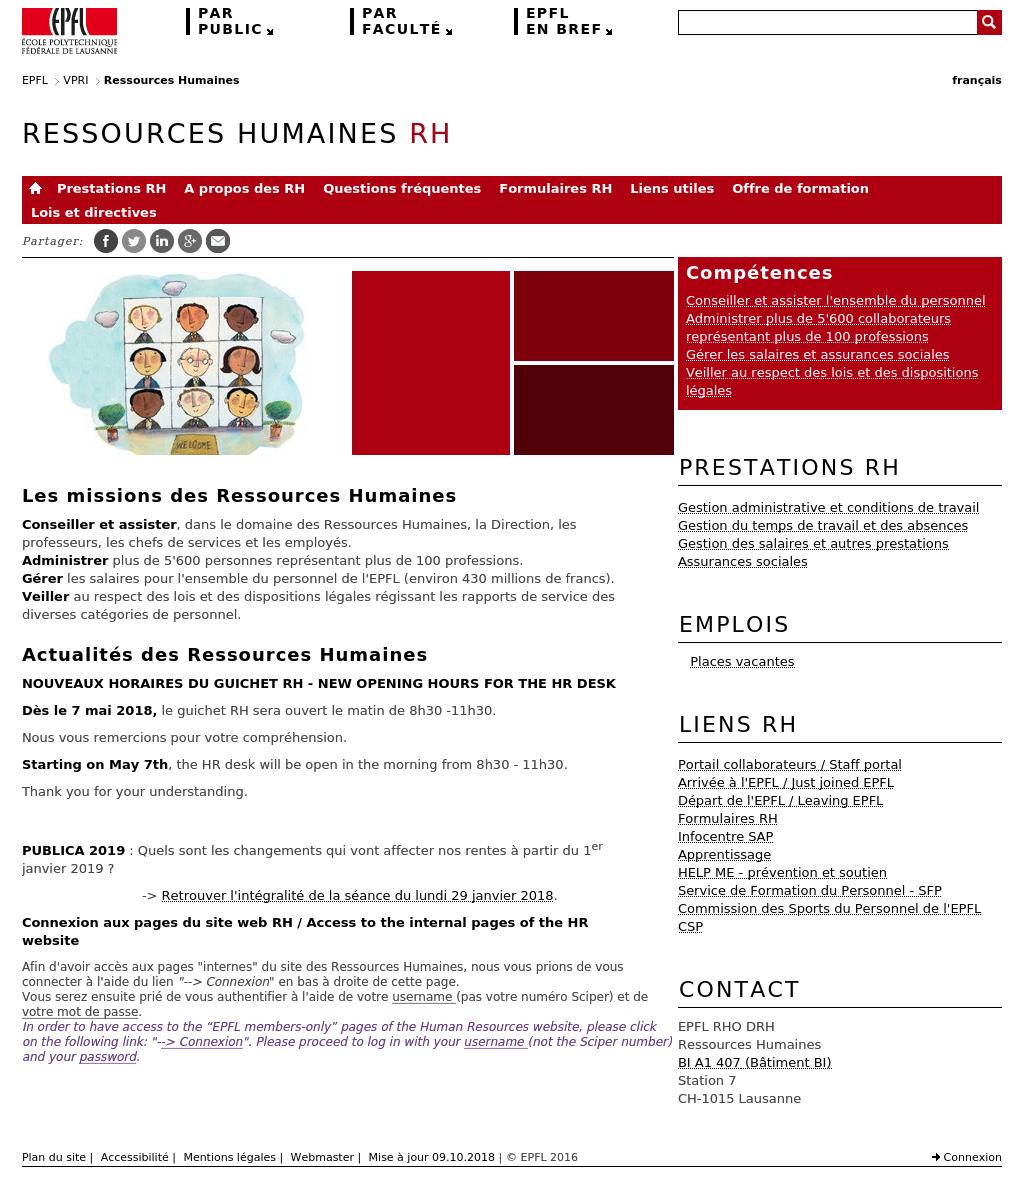 EPFL
ÉCOLE POLYTECHNIQUE
FÉDÉRALE DE LAUSANNE
PAR
PUBLIC
PAR
FACULTÉ
EPFL
EN BREF
EPFL VPRI Ressources Humaines
français
RESSOURCES HUMAINES RH
Prestations RH A propos des RH Questions fréquentes Formulaires RH Liens utiles Offre de formation
Lois et directives
Partager:
WELCOME
Les missions des Ressources Humaines
Conseiller et assister, dans le domaine des Ressources Humaines, la Direction, les
professeurs, les chefs de services et les employés.
Administrer plus de 5'600 personnes représentant plus de 100 professions.
Gérer les salaires pour l'ensemble du personnel de l'EPFL (environ 430 millions de francs).
Veiller au respect des lois et des dispositions légales régissant les rapports de service des
diverses catégories de personnel.
Actualités des Ressources Humaines
NOUVEAUX HORAIRES DU GUICHET RH - NEW OPENING HOURS FOR THE HR DESK
Dès le 7 mai 2018, le guichet RH sera ouvert le matin de 8h30 -11h30.
Nous vous remercions pour votre compréhension.
Starting on May 7th, the HR desk will be open in the morning from 8h30 - 11h30.
Thank you for your understanding.
PUBLICA 2019 : Quels sont les changements qui vont affecter nos rentes à partir du 1er
janvier 2019 ?
-> Retrouver l'intégralité de la séance du lundi 29 janvier 2018.
Connexion aux pages du site web RH / Access to the internal pages of the HR
website
Afin d'avoir accès aux pages "internes" du site des Ressources Humaines, nous vous prions de vous
connecter à l'aide du lien "--> Connexion" en bas à droite de cette page.
Vous serez ensuite prié de vous authentifier à l'aide de votre username (pas votre numéro Sciper) et de
votre mot de passe.
In order to have access to the “EPFL members-only” pages of the Human Resources website, please click
on the following link: "--> Connexion". Please proceed to log in with your username (not the Sciper number)
and your password.
Compétences
Conseiller et assister l'ensemble du personnel
Administrer plus de 5'600 collaborateurs
représentant plus de 100 professions
Gérer les salaires et assurances sociales
Veiller au respect des lois et des dispositions
légales
PRESTATIONS RH
Gestion administrative et conditions de travail
Gestion du temps de travail et des absences
Gestion des salaires et autres prestations
Assurances sociales
EMPLOIS
Places vacantes
LIENS RH
Portail collaborateurs / Staff portal
Arrivée à l'EPFL / Just joined EPFL
Départ de l'EPFL / Leaving EPFL
Formulaires RH
Infocentre SAP
Apprentissage
HELP ME - prévention et soutien
Service de Formation du Personnel - SFP
Commission des Sports du Personnel de l'EPFL
CSP
CONTACT
EPFL RHO DRH
Ressources Humaines
BI A1 407 (Bâtiment BI)
Station 7
CH-1015 Lausanne
Plan du site | Accessibilité | Mentions légales | Webmaster | Mise à jour 09.10.2018 | © EPFL 2016
Connexion